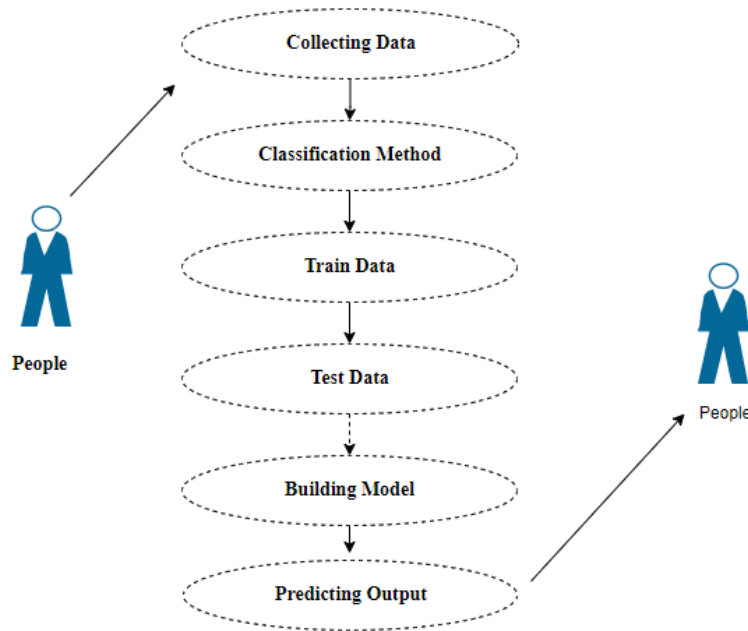 Collecting Data
Classification Method
Train Data
People
Test Data
People
Building Model
Predicting Output